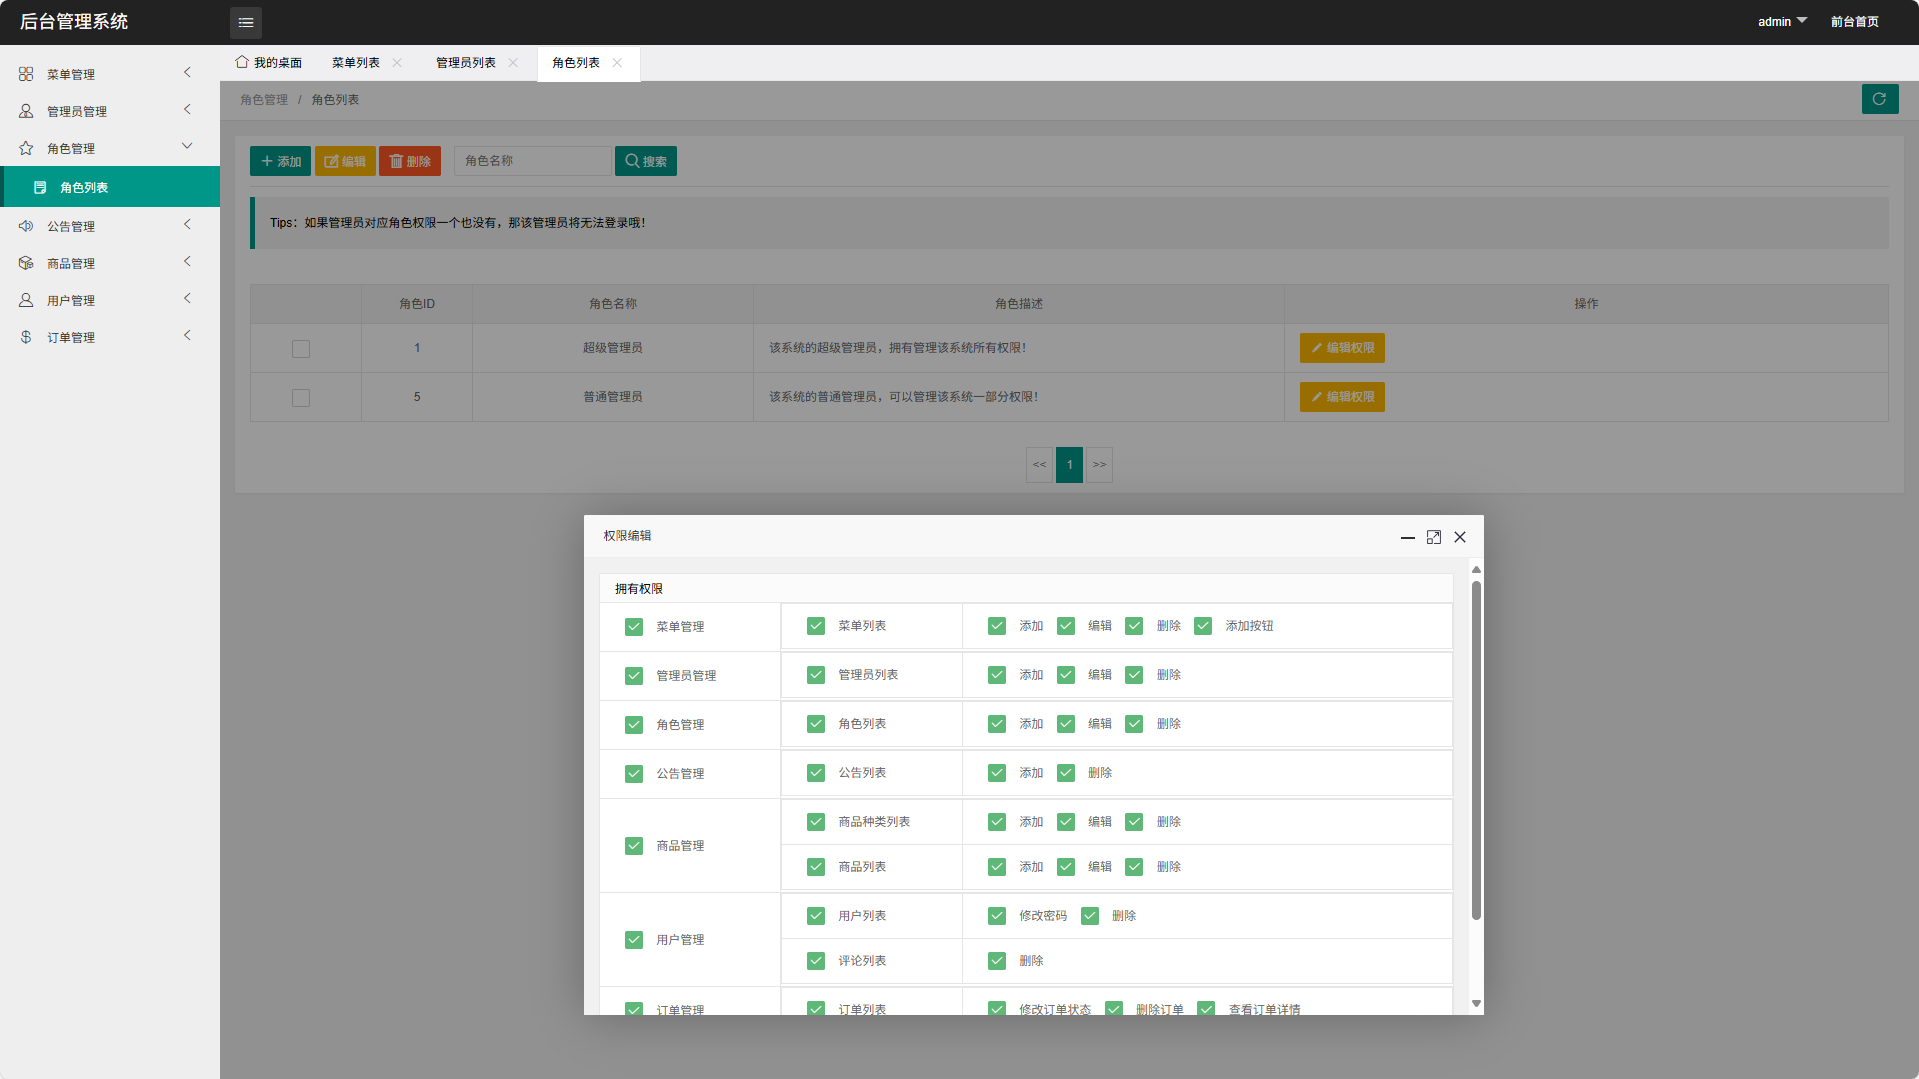 后台管理系统
admin 前台首页
菜单管理
管理员管理
角色管理
角色列表
公告管理
商品管理
用户管理
订单管理
我的桌面 菜单列表 管理员列表 角色列表
角色管理 / 角色列表
添加 编辑 删除 角色名称 搜索
Tips：如果管理员对应角色权限一个也没有，那该管理员将无法登录哦！
角色ID 角色名称 角色描述 操作
1 超级管理员 该系统的超级管理员，拥有管理该系统所有权限！ 编辑权限
5 普通管理员 该系统的普通管理员，可以管理该系统一部分权限！ 编辑权限
<< 1 >>
权限编辑
拥有权限
菜单管理 菜单列表 添加 编辑 删除 添加按钮
管理员管理 管理员列表 添加 编辑 删除
角色管理 角色列表 添加 编辑 删除
公告管理 公告列表 添加 删除
商品管理 商品种类列表 添加 编辑 删除
商品列表 添加 编辑 删除
用户管理 用户列表 修改密码 删除
评论列表 删除
订单管理 订单列表 修改订单状态 删除订单 查看订单详情